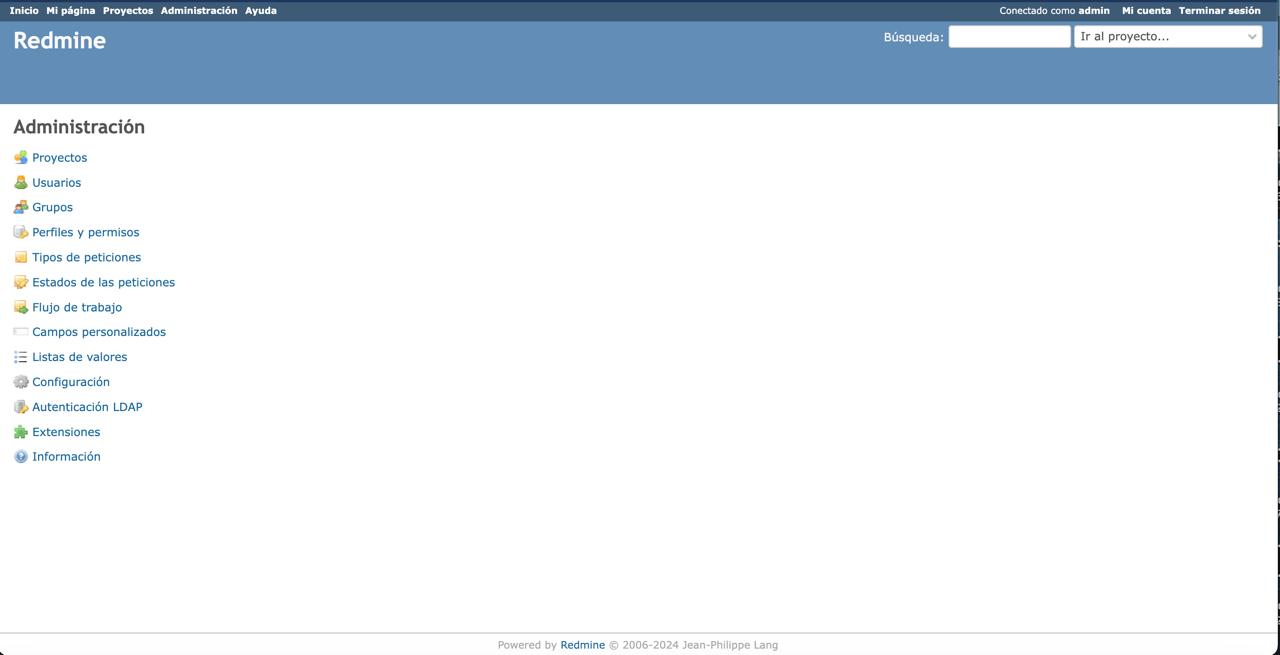 Inicio Mi página Proyectos Administración Ayuda Conectado como admin Mi cuenta Terminar sesión
Redmine Búsqueda: Ir al proyecto...
Administración
Proyectos
Usuarios
Grupos
Perfiles y permisos
Tipos de peticiones
Estados de las peticiones
Flujo de trabajo
Campos personalizados
Listas de valores
Configuración
Autenticación LDAP
Extensiones
Información
Powered by Redmine © 2006-2024 Jean-Philippe Lang